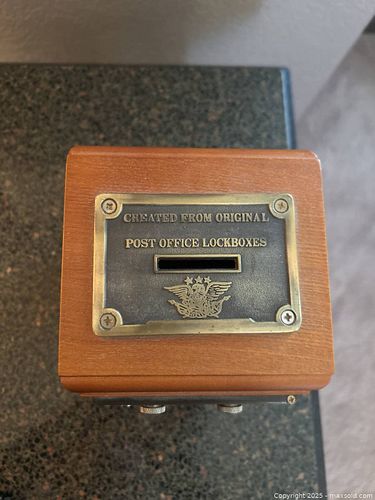 CREATED FROM ORIGINAL
POST OFFICE LOCKBOXES
Copyright 2025 - maxsold.com